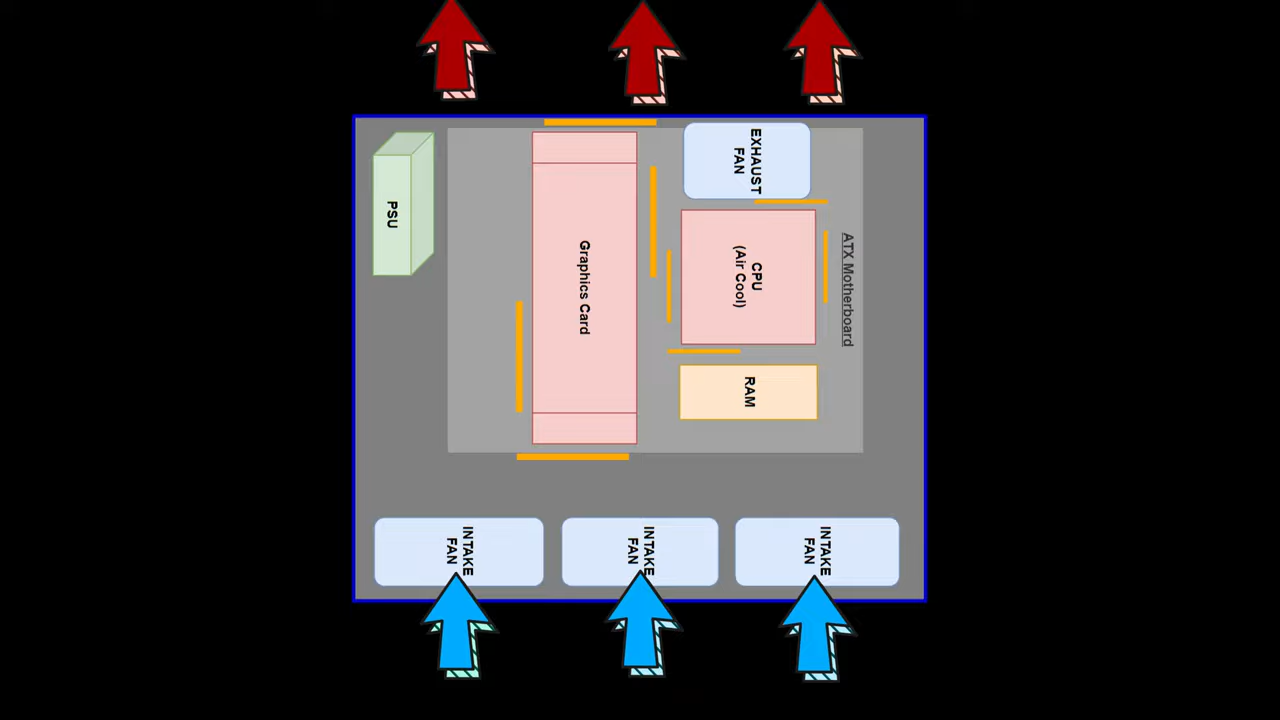 EXHAUST
FAN
PSU
CPU
(Air Cool)
ATX Motherboard
Graphics Card
RAM
INTAKE
FAN
INTAKE
FAN
INTAKE
FAN